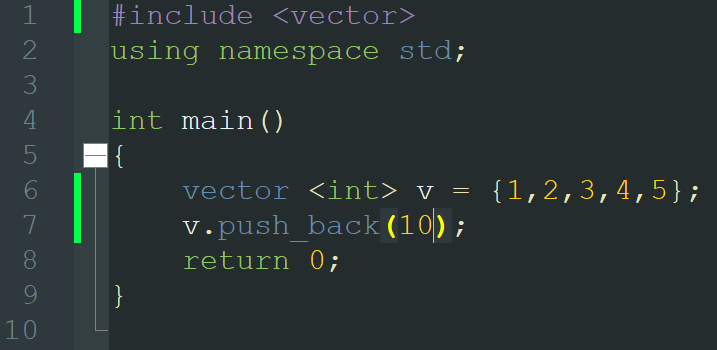 1 #include <vector>
2 using namespace std;
3
4 int main()
5 {
6 vector <int> v = {1,2,3,4,5};
7 v.push_back(10);
8 return 0;
9 }
10